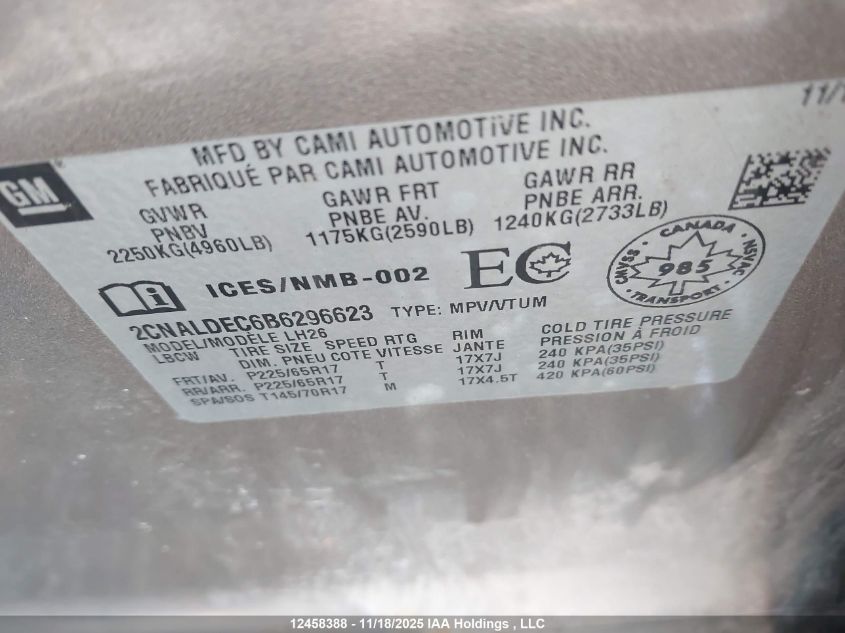 11/
MFD BY CAMI AUTOMOTIVE INC.
FABRIQUÉ PAR CAMI AUTOMOTIVE INC.
GM
GVWR GAWR FRT GAWR RR
PNBV PNBE AV. PNBE ARR.
2250KG(4960LB) 1175KG(2590LB) 1240KG(2733LB)
ICES/NMB-002 EC
CANADA
CMVSS 985 NSVAC
TRANSPORT
2CNALDEC6B6296623 TYPE: MPV/VTUM
MODEL/MODÈLE LH26
LBCW TIRE SIZE SPEED RTG RIM COLD TIRE PRESSURE
DIM. PNEU COTE VITESSE JANTE PRESSION À FROID
FRT/AV. P225/65R17 T 17X7J 240 KPA(35PSI)
RR/ARR. P225/65R17 T 17X7J 240 KPA(35PSI)
SPA/SOS T145/70R17 M 17X4.5T 420 KPA(60PSI)
12458388 - 11/18/2025 IAA Holdings , LLC